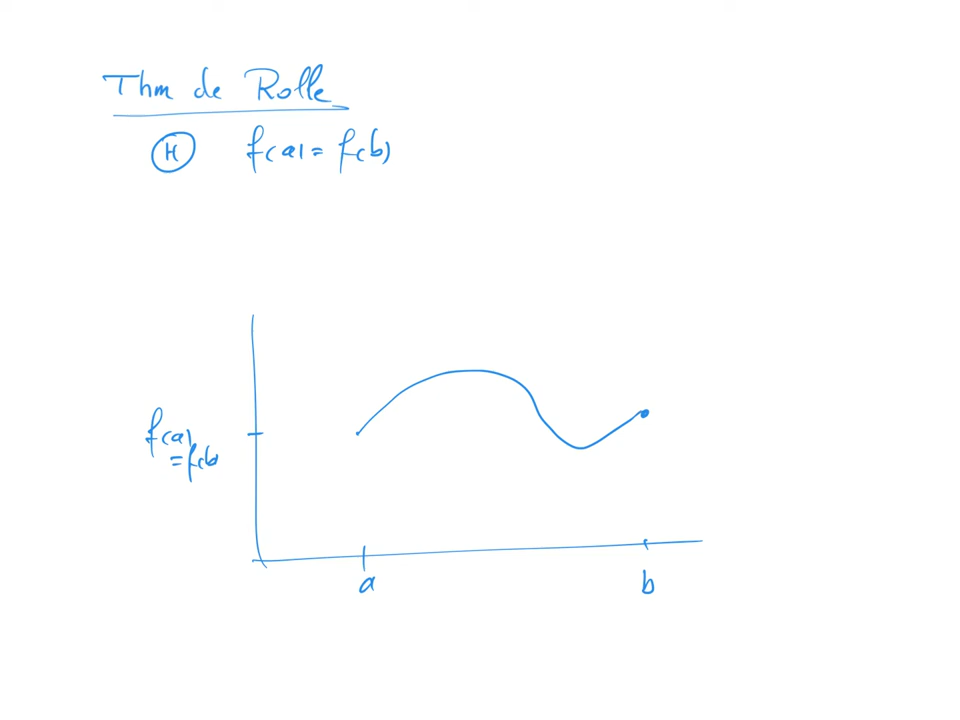 Thm de Rolle
H f(a) = f(b)
f(a)
= f(b
a b